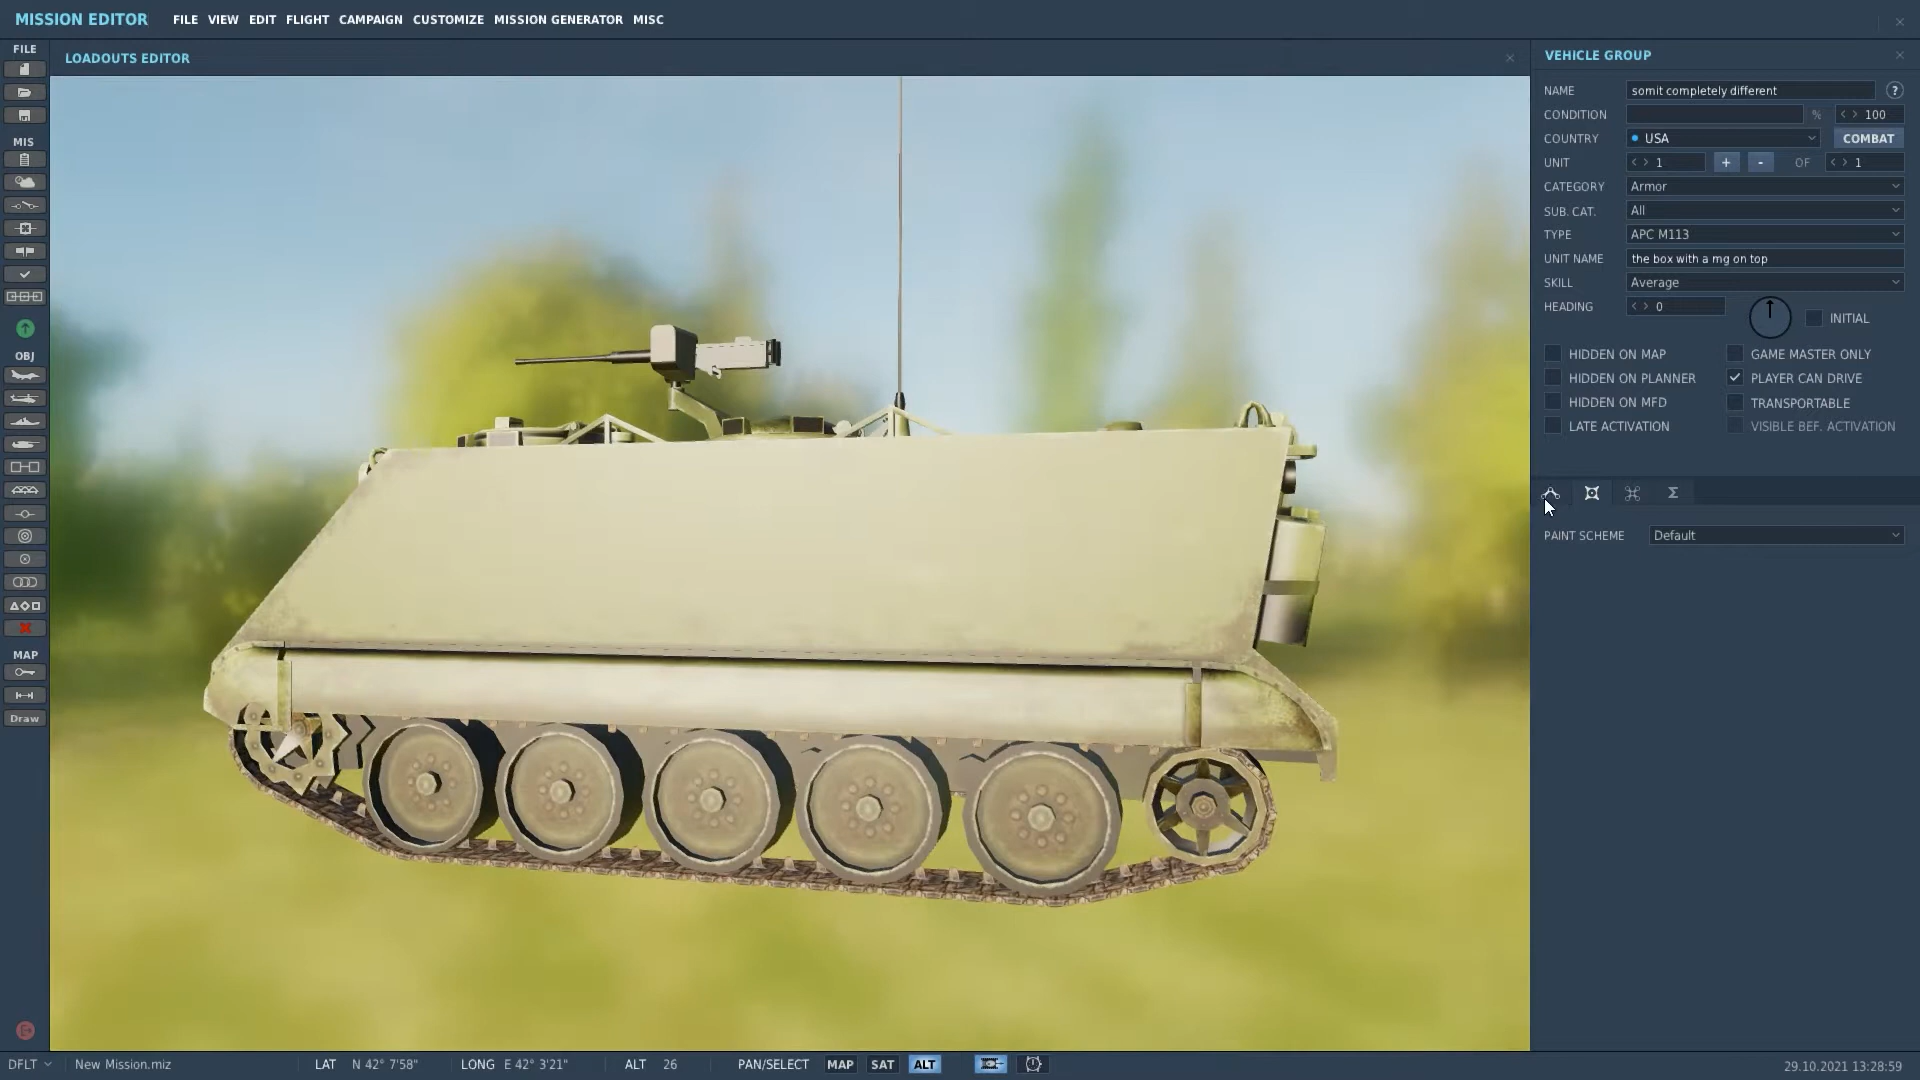 MISSION EDITOR FILE VIEW EDIT FLIGHT CAMPAIGN CUSTOMIZE MISSION GENERATOR MISC
FILE
LOADOUTS EDITOR
MIS
OBJ
MAP
Draw
VEHICLE GROUP
NAME somit completely different ?
CONDITION % 100
COUNTRY USA COMBAT
UNIT 1 + - OF 1
CATEGORY Armor
SUB. CAT. All
TYPE APC M113
UNIT NAME the box with a mg on top
SKILL Average
HEADING 0 INITIAL
HIDDEN ON MAP GAME MASTER ONLY
HIDDEN ON PLANNER PLAYER CAN DRIVE
HIDDEN ON MFD TRANSPORTABLE
LATE ACTIVATION VISIBLE BEF. ACTIVATION
Σ
PAINT SCHEME Default
DFLT New Mission.miz LAT N 42° 7'58" LONG E 42° 3'21" ALT 26 PAN/SELECT MAP SAT ALT 29.10.2021 13:28:59